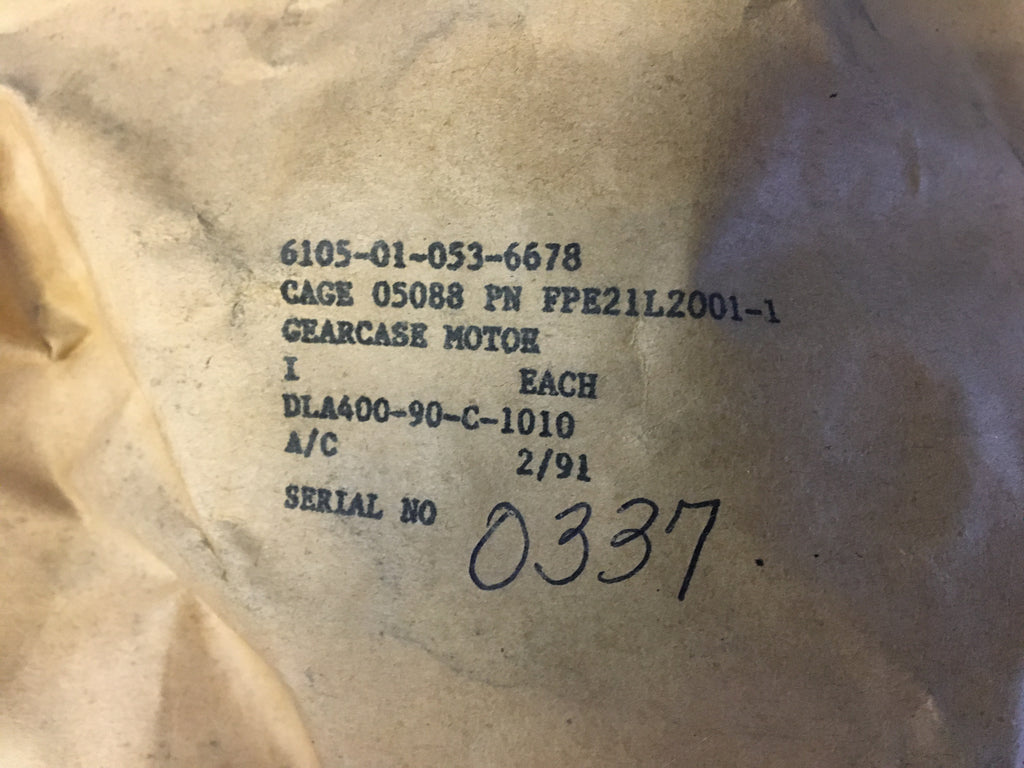 6105-01-053-6678
CAGE 05088 PN FPE21L2001-1
GEARCASE MOTOR
1 EACH
DLA400-90-C-1010
A/C 2/91
SERIAL NO 0337.